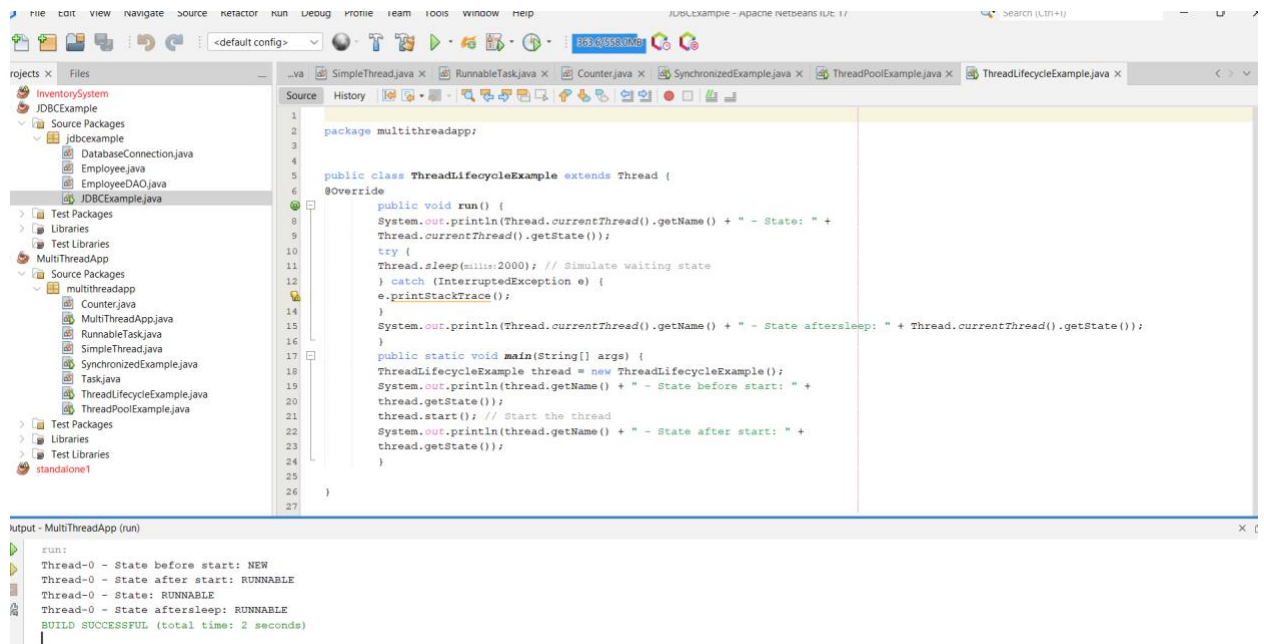 File Edit View Navigate Source Refactor Run Debug Profile Team Tools Window Help JDBCExample - Apache NetBeans IDE 17 Search (Ctrl+I)
<default config> 363.6/558.0MB
rojects Files
InventorySystem
JDBCExample
Source Packages
jdbcexample
DatabaseConnection.java
Employee.java
EmployeeDAO.java
JDBCExample.java
Test Packages
Libraries
Test Libraries
MultiThreadApp
Source Packages
multithreadapp
Counter.java
MultiThreadApp.java
RunnableTask.java
SimpleThread.java
SynchronizedExample.java
Task.java
ThreadLifecycleExample.java
ThreadPoolExample.java
Test Packages
Libraries
Test Libraries
standalone1
...va SimpleThread.java RunnableTask.java Counter.java SynchronizedExample.java ThreadPoolExample.java ThreadLifecycleExample.java
Source History
1
2 package multithreadapp;
3
4
5 public class ThreadLifecycleExample extends Thread {
6 @Override
public void run() {
8 System.out.println(Thread.currentThread().getName() + " - State: " +
9 Thread.currentThread().getState());
10 try {
11 Thread.sleep(millis:2000); // Simulate waiting state
12 } catch (InterruptedException e) {
e.printStackTrace();
14 }
15 System.out.println(Thread.currentThread().getName() + " - State aftersleep: " + Thread.currentThread().getState());
16 }
17 public static void main(String[] args) {
18 ThreadLifecycleExample thread = new ThreadLifecycleExample();
19 System.out.println(thread.getName() + " - State before start: " +
20 thread.getState());
21 thread.start(); // Start the thread
22 System.out.println(thread.getName() + " - State after start: " +
23 thread.getState());
24 }
25
26 }
27
utput - MultiThreadApp (run)
run:
Thread-0 - State before start: NEW
Thread-0 - State after start: RUNNABLE
Thread-0 - State: RUNNABLE
Thread-0 - State aftersleep: RUNNABLE
BUILD SUCCESSFUL (total time: 2 seconds)